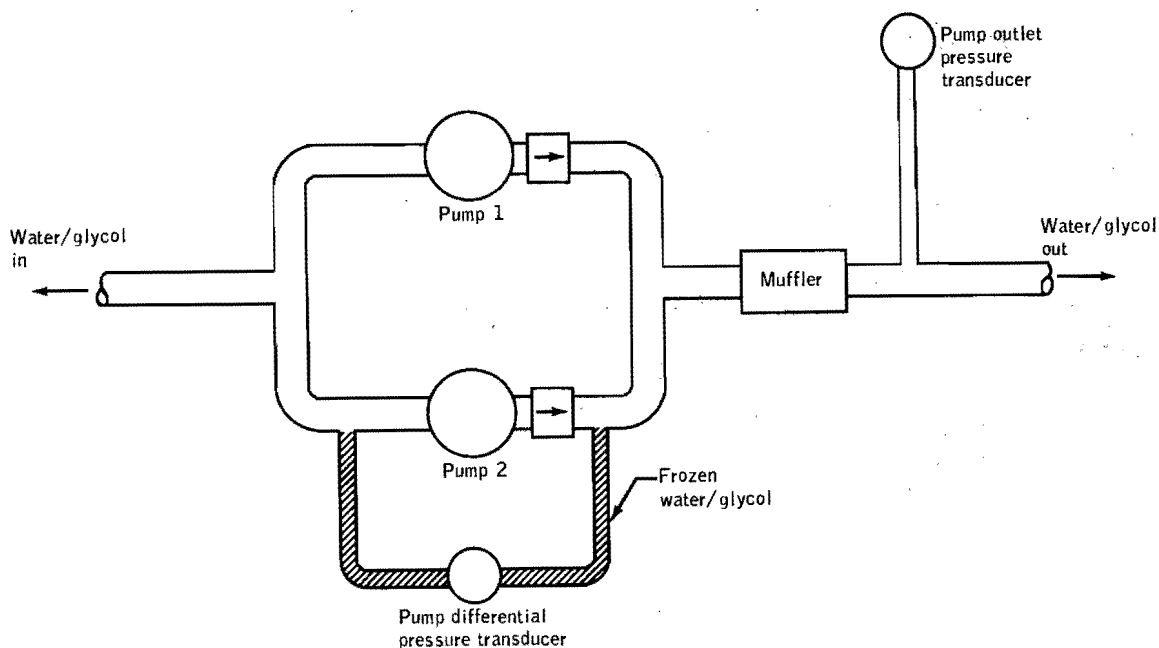 Pump outlet
pressure
transducer
Pump 1
Water/glycol
in
Water/glycol
out
Muffler
Pump 2
Frozen
water/glycol
Pump differential
pressure transducer